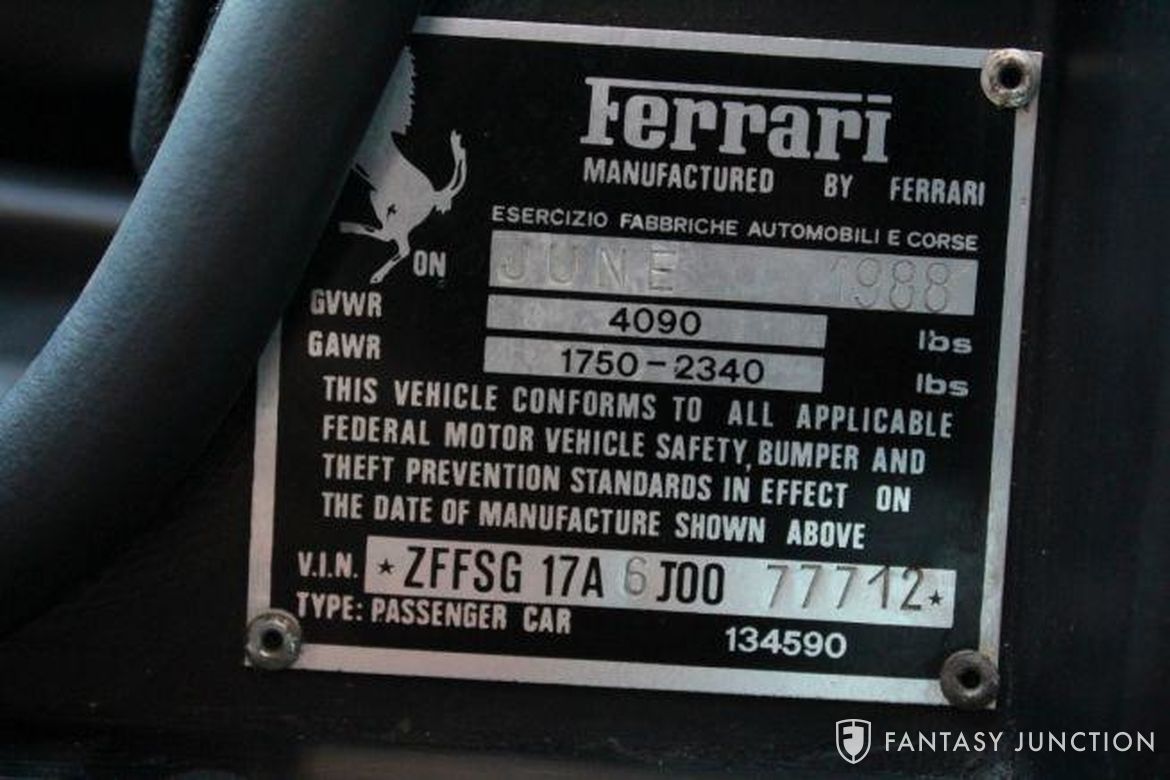 Ferrari
MANUFACTURED BY FERRARI
ESERCIZIO FABBRICHE AUTOMOBILI E CORSE
ON JUNE 1988
GVWR 4090 lbs
GAWR 1750-2340 lbs
THIS VEHICLE CONFORMS TO ALL APPLICABLE
FEDERAL MOTOR VEHICLE SAFETY, BUMPER AND
THEFT PREVENTION STANDARDS IN EFFECT ON
THE DATE OF MANUFACTURE SHOWN ABOVE
V.I.N. ★ ZFFSG 17A 6 J00 77712 ★
TYPE: PASSENGER CAR
134590
FANTASY JUNCTION